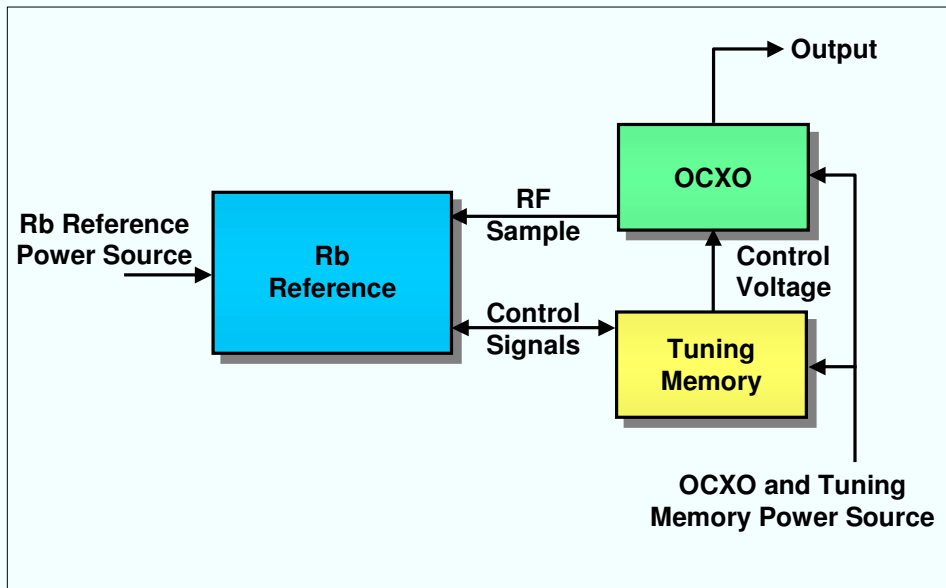 Output
OCXO
RF
Sample
Rb Reference
Power Source
Rb
Reference
Control
Voltage
Control
Signals
Tuning
Memory
OCXO and Tuning
Memory Power Source